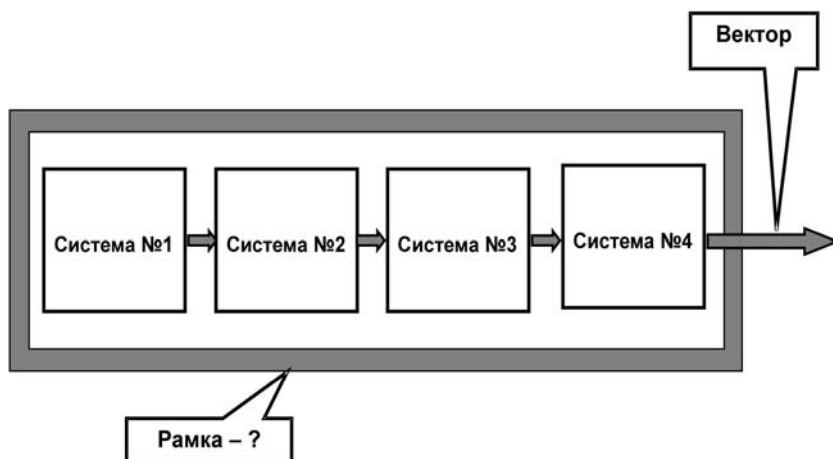 Вектор
Система №1
Система №2
Система №3
Система №4
Рамка – ?